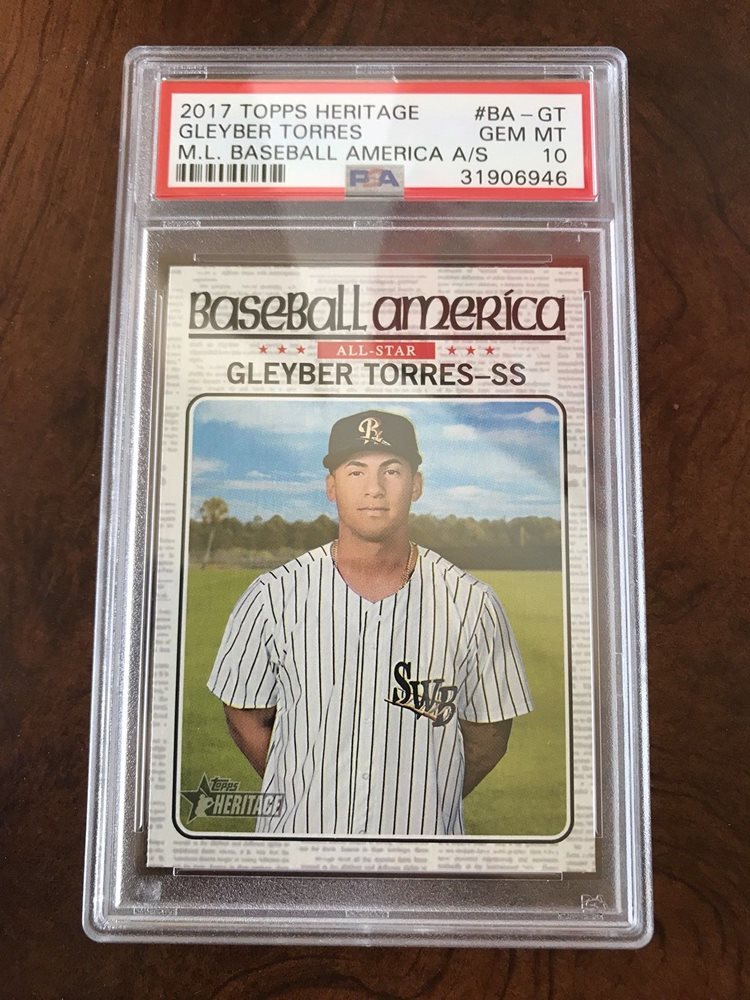 2017 TOPPS HERITAGE #BA-GT
GLEYBER TORRES GEM MT
M.L. BASEBALL AMERICA A/S 10
PSA 31906946
Baseball america
ALL-STAR
GLEYBER TORRES-SS
R
SWB
Topps
HERITAGE
PSA